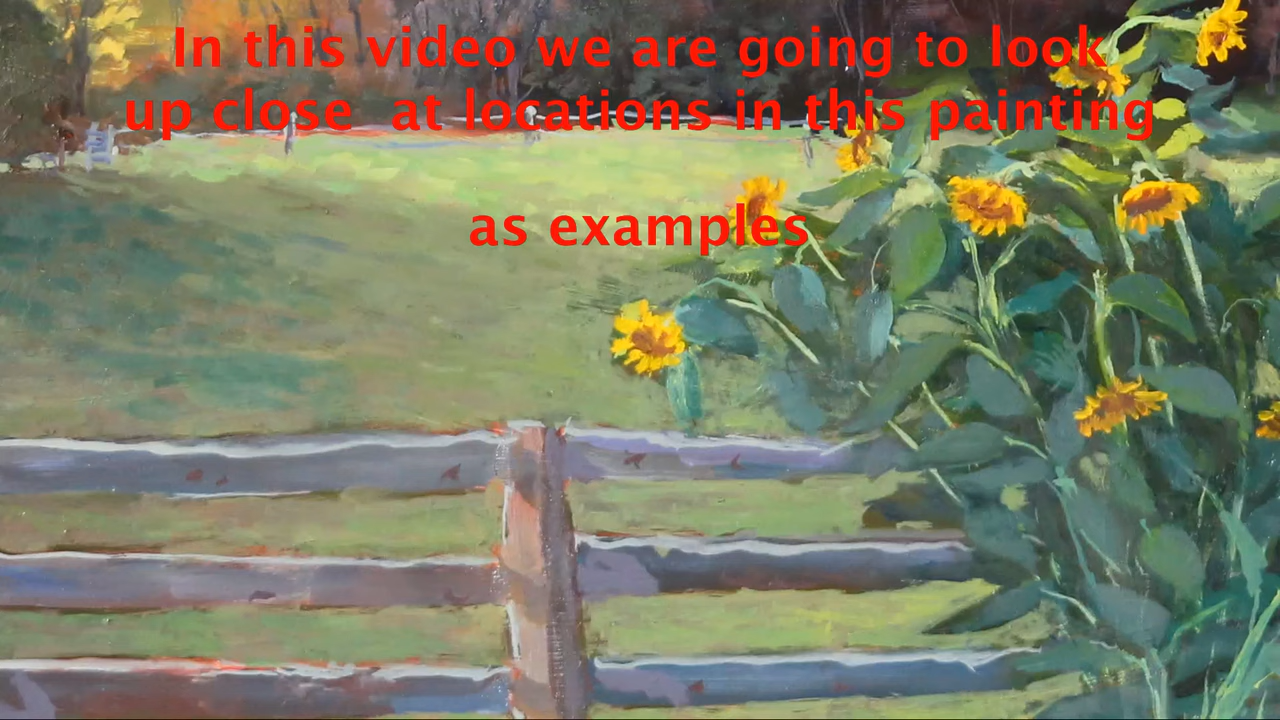 In this video we are going to look
up close  at locations in this painting
as examples